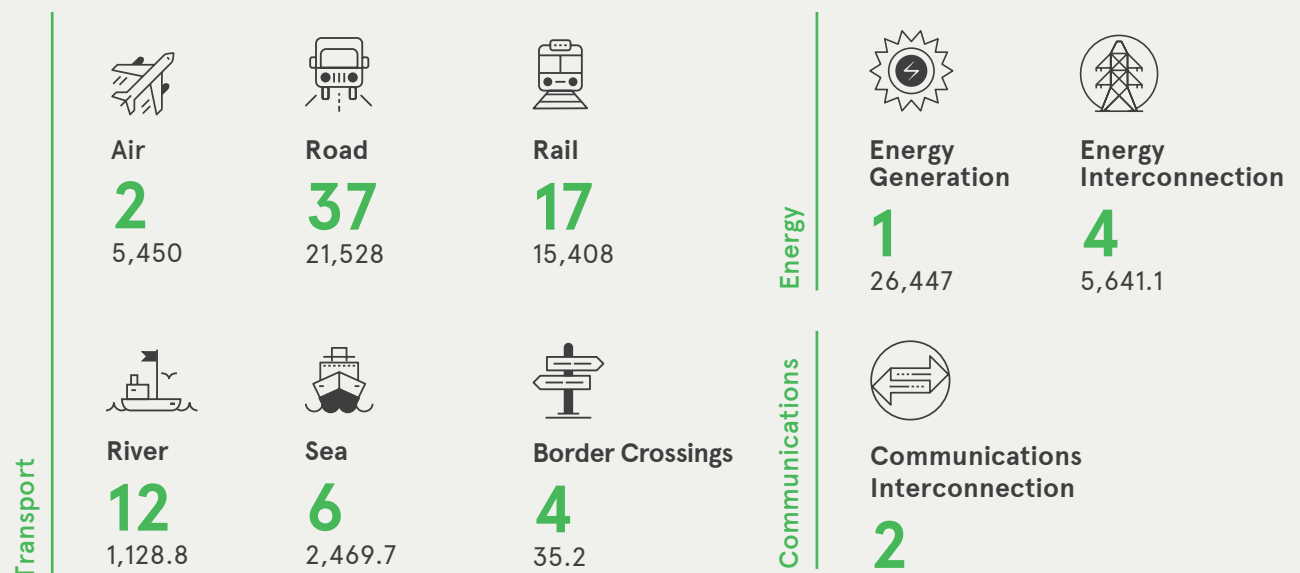 Transport
Air
2
5,450
Road
37
21,528
Rail
17
15,408
River
12
1,128.8
Sea
6
2,469.7
Border Crossings
4
35.2
Energy
Energy
Generation
1
26,447
Energy
Interconnection
4
5,641.1
Communications
Communications
Interconnection
2